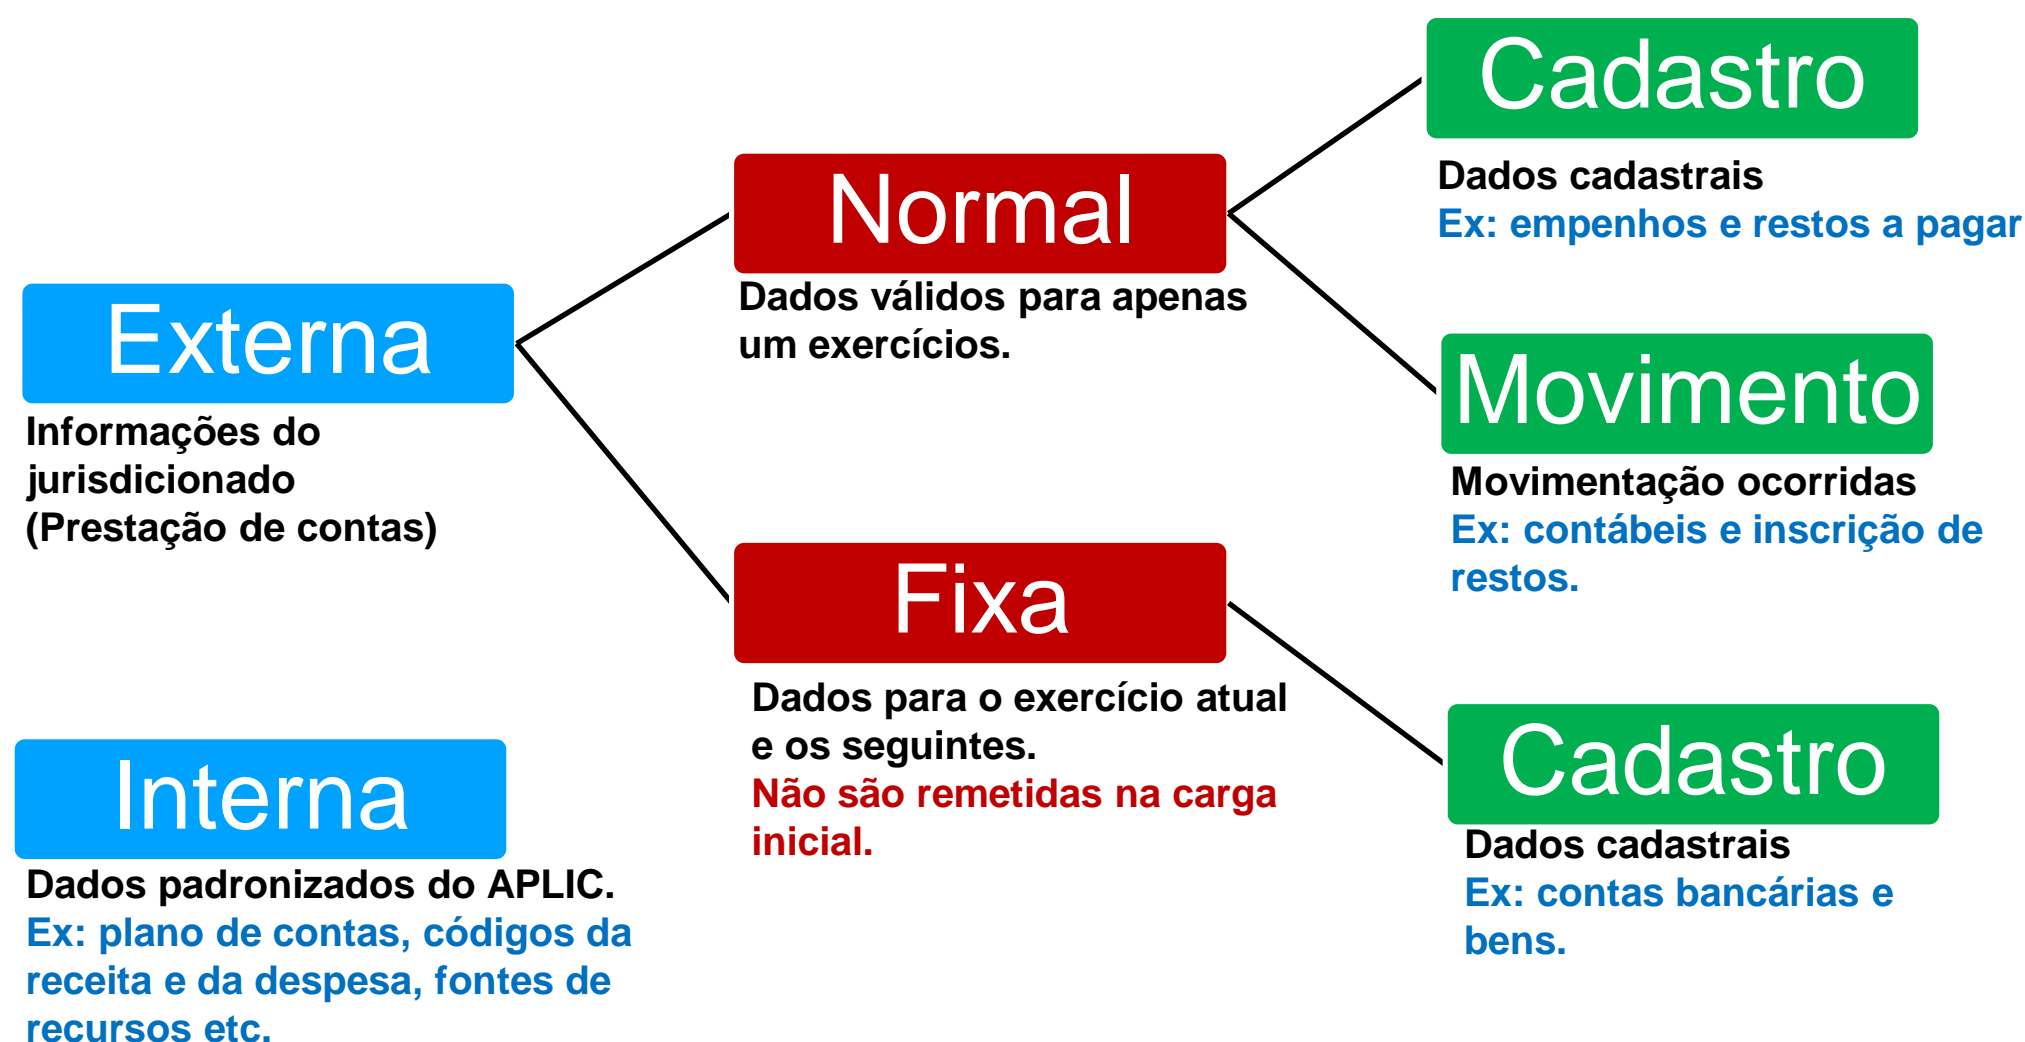 Externa
Informações do
jurisdicionado
(Prestação de contas)
Interna
Dados padronizados do APLIC.
Ex: plano de contas, códigos da
receita e da despesa, fontes de
recursos etc.
Normal
Dados válidos para apenas
um exercícios.
Fixa
Dados para o exercício atual
e os seguintes.
Não são remetidas na carga
inicial.
Cadastro
Dados cadastrais
Ex: empenhos e restos a pagar
Movimento
Movimentação ocorridas
Ex: contábeis e inscrição de
restos.
Cadastro
Dados cadastrais
Ex: contas bancárias e
bens.